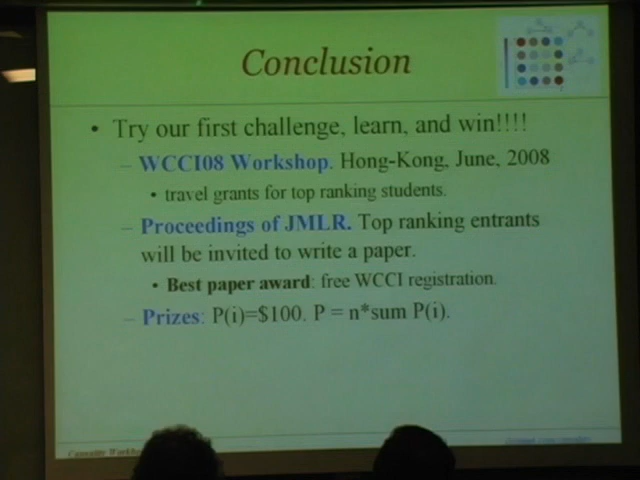 Conclusion
• Try our first challenge, learn, and win!!!!
– WCCI08 Workshop. Hong-Kong, June, 2008
• travel grants for top ranking students.
– Proceedings of JMLR. Top ranking entrants
will be invited to write a paper.
• Best paper award: free WCCI registration.
– Prizes: P(i)=$100. P = n*sum P(i).
Causality